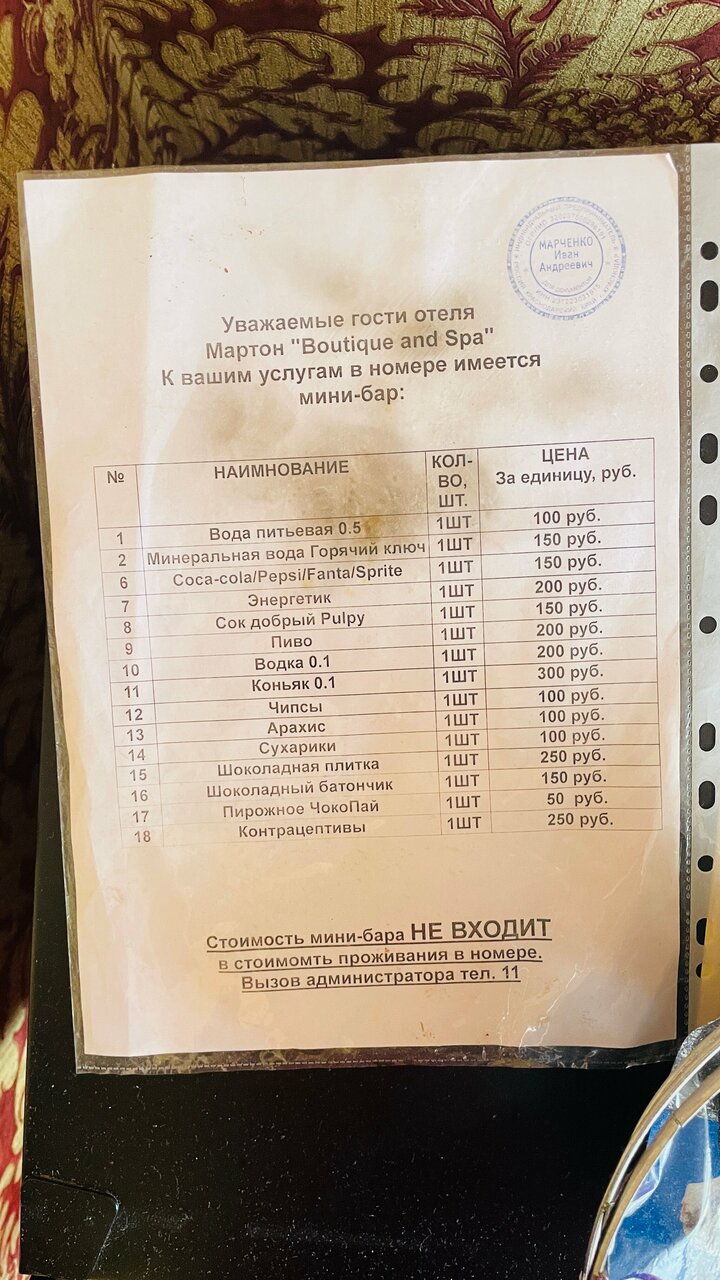 МАРЧЕНКО
Иван
Андреевич
Уважаемые гости отеля
Мартон "Boutique and Spa"
К вашим услугам в номере имеется
мини-бар:
№ НАИМНОВАНИЕ КОЛ-ВО, ШТ. ЦЕНА За единицу, руб.
1 Вода питьевая 0.5 1ШТ 100 руб.
2 Минеральная вода Горячий ключ 1ШТ 150 руб.
6 Coca-cola/Pepsi/Fanta/Sprite 1ШТ 150 руб.
7 Энергетик 1ШТ 200 руб.
8 Сок добрый Pulpy 1ШТ 150 руб.
9 Пиво 1ШТ 200 руб.
10 Водка 0.1 1ШТ 200 руб.
11 Коньяк 0.1 1ШТ 300 руб.
12 Чипсы 1ШТ 100 руб.
13 Арахис 1ШТ 100 руб.
14 Сухарики 1ШТ 100 руб.
15 Шоколадная плитка 1ШТ 250 руб.
16 Шоколадный батончик 1ШТ 150 руб.
17 Пирожное ЧокоПай 1ШТ 50 руб.
18 Контрацептивы 1ШТ 250 руб.
Стоимость мини-бара НЕ ВХОДИТ
в стоимомть проживания в номере.
Вызов администратора тел. 11